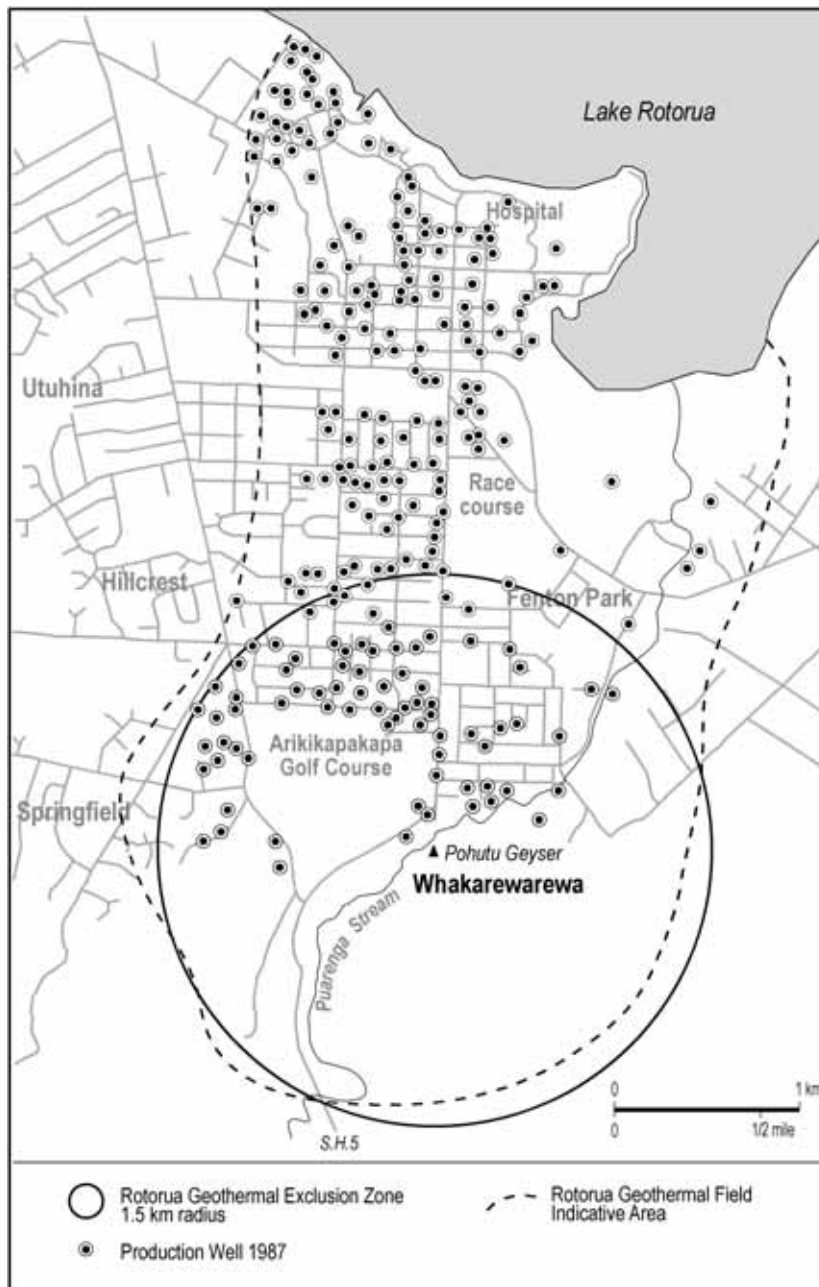 Lake Rotorua
Hospital
Utuhina
Race
course
Hillcrest
Fenton Park
Arikikapakapa
Golf Course
Springfield
Pohutu Geyser
Whakarewarewa
Puarenga Stream
0 1 km
0 1/2 mile
S.H.5
Rotorua Geothermal Exclusion Zone
1.5 km radius
Rotorua Geothermal Field
Indicative Area
Production Well 1987